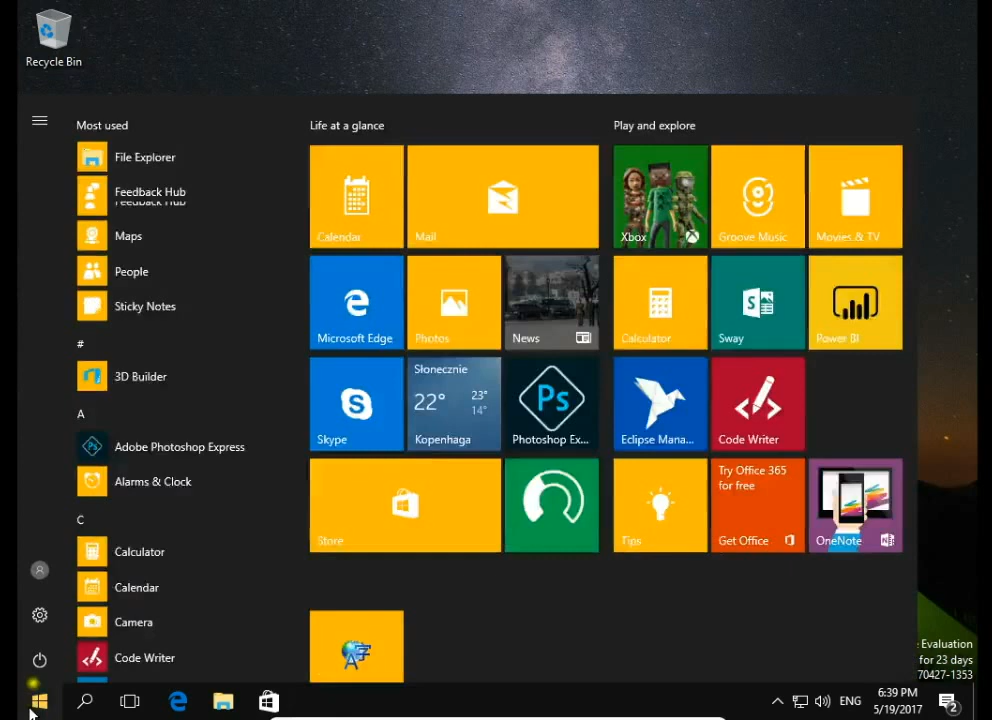 Recycle Bin
Most used
File Explorer
Feedback Hub
Feedback Hub
Maps
People
Sticky Notes
#
3D Builder
A
Adobe Photoshop Express
Alarms & Clock
C
Calculator
Calendar
Camera
Code Writer
Life at a glance
Calendar
Mail
Microsoft Edge
Photos
News
Skype
Słonecznie
22°
23°
14°
Kopenhaga
Ps
Photoshop Ex...
Store
Play and explore
Xbox
Groove Music
Movies & TV
Calculator
Sway
Power BI
Eclipse Mana...
Code Writer
Tips
Try Office 365
for free
Get Office
OneNote
Evaluation
for 23 days
70427-1353
ENG
6:39 PM
5/19/2017
2